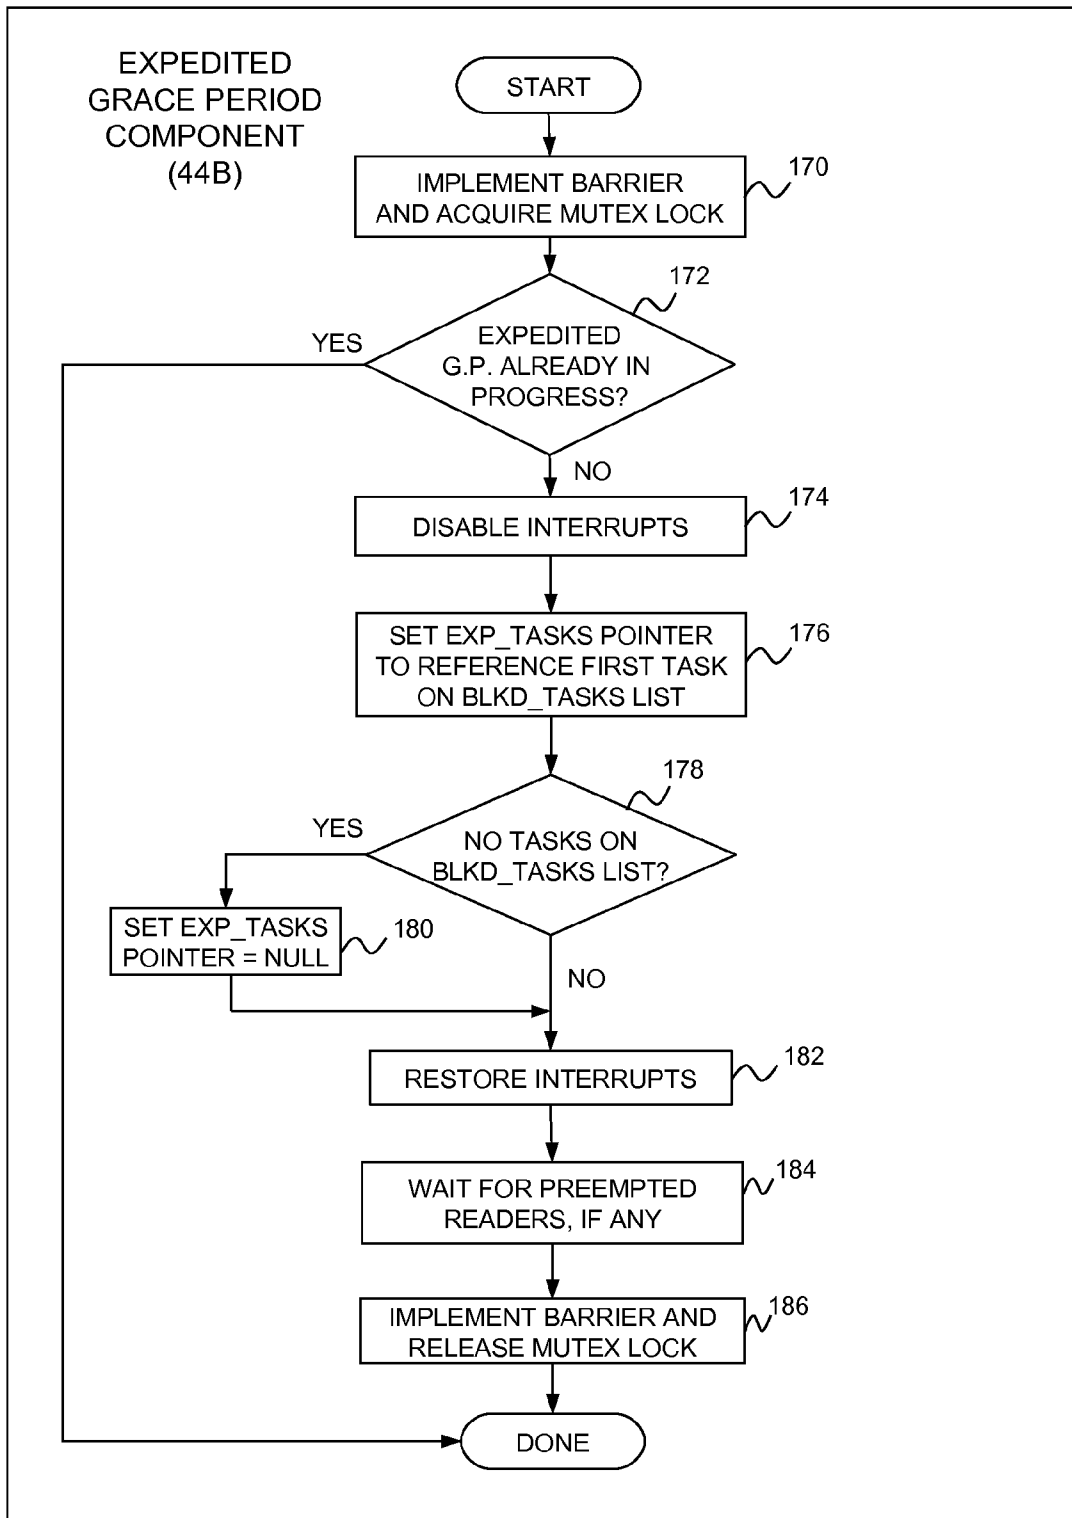 EXPEDITED
GRACE PERIOD
COMPONENT
(44B)
START
IMPLEMENT BARRIER
AND ACQUIRE MUTEX LOCK
170
172
EXPEDITED
G.P. ALREADY IN
PROGRESS?
YES
NO
174
DISABLE INTERRUPTS
SET EXP_TASKS POINTER
TO REFERENCE FIRST TASK
ON BLKD_TASKS LIST
176
178
NO TASKS ON
BLKD_TASKS LIST?
YES
SET EXP_TASKS
POINTER = NULL
180
NO
RESTORE INTERRUPTS
182
WAIT FOR PREEMPTED
READERS, IF ANY
184
IMPLEMENT BARRIER AND
RELEASE MUTEX LOCK
186
DONE